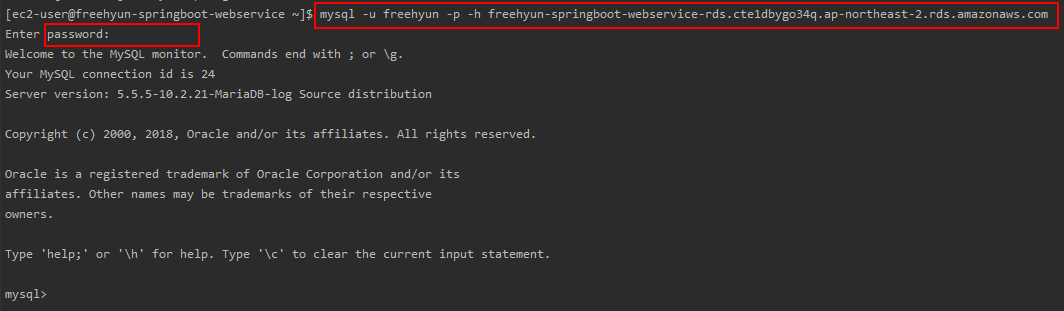 [ec2-user@freehyun-springboot-webservice ~]$ mysql -u freehyun -p -h freehyun-springboot-webservice-rds.cte1dbygo34q.ap-northeast-2.rds.amazonaws.com
Enter password:
Welcome to the MySQL monitor.  Commands end with ; or \g.
Your MySQL connection id is 24
Server version: 5.5.5-10.2.21-MariaDB-log Source distribution

Copyright (c) 2000, 2018, Oracle and/or its affiliates. All rights reserved.

Oracle is a registered trademark of Oracle Corporation and/or its
affiliates. Other names may be trademarks of their respective
owners.

Type 'help;' or '\h' for help. Type '\c' to clear the current input statement.

mysql>